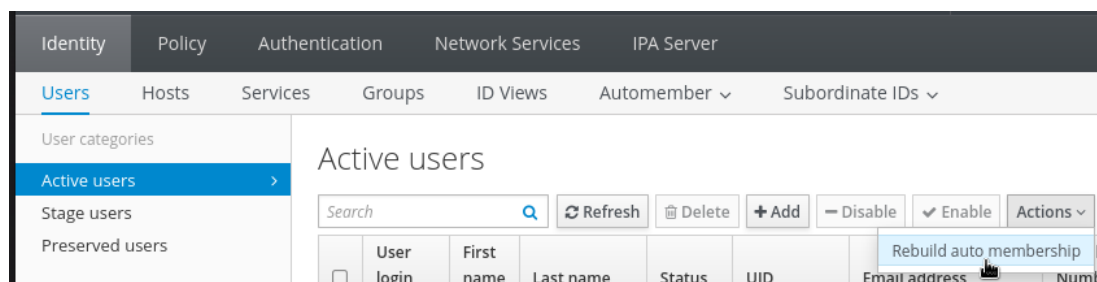 Identity Policy Authentication Network Services IPA Server
Users Hosts Services Groups ID Views Automember Subordinate IDs
User categories
Active users
Stage users
Preserved users
Active users
Search Refresh Delete + Add − Disable Enable Actions
Rebuild auto membership
User First
login name Last name Status UID Email address